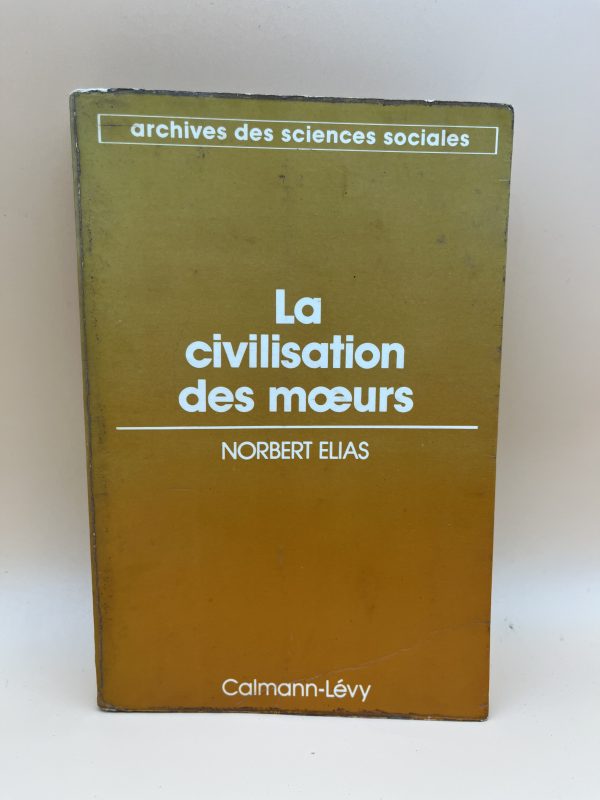 archives des sciences sociales
La
civilisation
des mœurs
NORBERT ELIAS
Calmann-Lévy